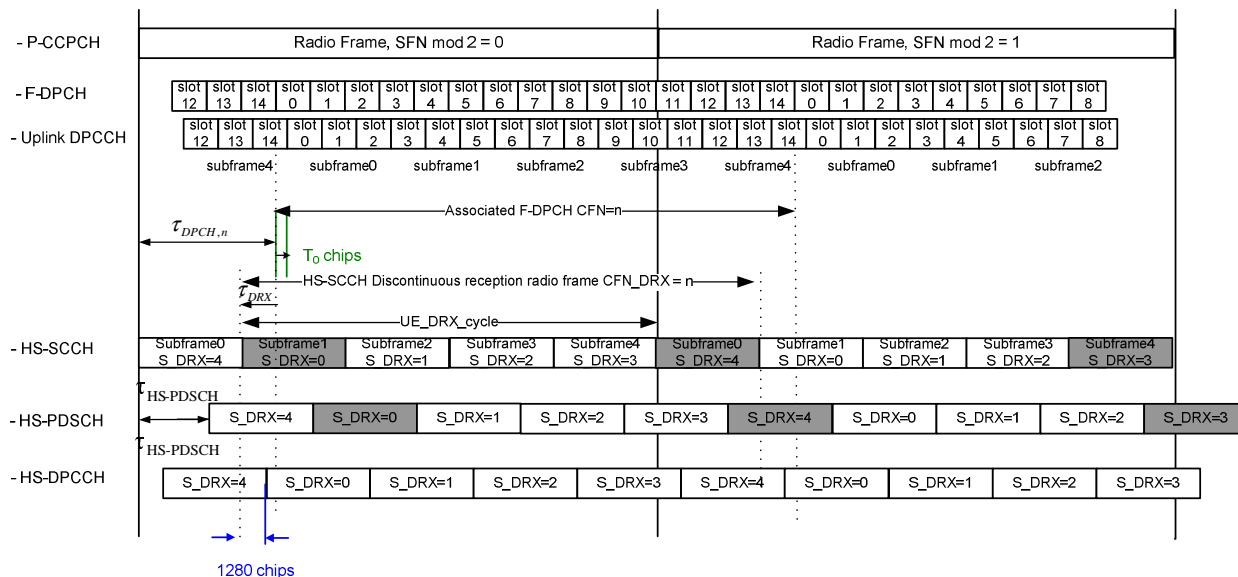 - P-CCPCH
Radio Frame, SFN mod 2 = 0
Radio Frame, SFN mod 2 = 1
- F-DPCH
slot 12 slot 13 slot 14 slot 0 slot 1 slot 2 slot 3 slot 4 slot 5 slot 6 slot 7 slot 8 slot 9 slot 10 slot 11 slot 12 slot 13 slot 14 slot 0 slot 1 slot 2 slot 3 slot 4 slot 5 slot 6 slot 7 slot 8
- Uplink DPCCH
slot 12 slot 13 slot 14 slot 0 slot 1 slot 2 slot 3 slot 4 slot 5 slot 6 slot 7 slot 8 slot 9 slot 10 slot 11 slot 12 slot 13 slot 14 slot 0 slot 1 slot 2 slot 3 slot 4 slot 5 slot 6 slot 7 slot 8
subframe4 subframe0 subframe1 subframe2 subframe3 subframe4 subframe0 subframe1 subframe2
Associated F-DPCH CFN=n
τDPCH,n
T0 chips
HS-SCCH Discontinuous reception radio frame CFN_DRX = n
τDRX
UE_DRX_cycle
- HS-SCCH
Subframe0 Subframe1 Subframe2 Subframe3 Subframe4 Subframe0 Subframe1 Subframe2 Subframe3 Subframe4
S_DRX=4 S_DRX=0 S_DRX=1 S_DRX=2 S_DRX=3 S_DRX=4 S_DRX=0 S_DRX=1 S_DRX=2 S_DRX=3
τHS-PDSCH
- HS-PDSCH
S_DRX=4 S_DRX=0 S_DRX=1 S_DRX=2 S_DRX=3 S_DRX=4 S_DRX=0 S_DRX=1 S_DRX=2 S_DRX=3
τHS-PDSCH
- HS-DPCCH
S_DRX=4 S_DRX=0 S_DRX=1 S_DRX=2 S_DRX=3 S_DRX=4 S_DRX=0 S_DRX=1 S_DRX=2 S_DRX=3
1280 chips